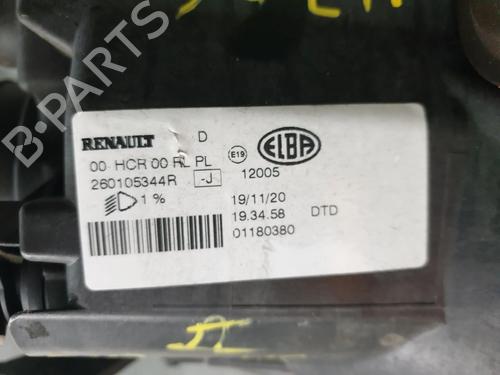 RENAULT D
ELBA
00 HCR 00 RL PL
E19
12005
260105344R -J
1 %
19/11/20
19.34.58 DTD
01180380
B-PARTS